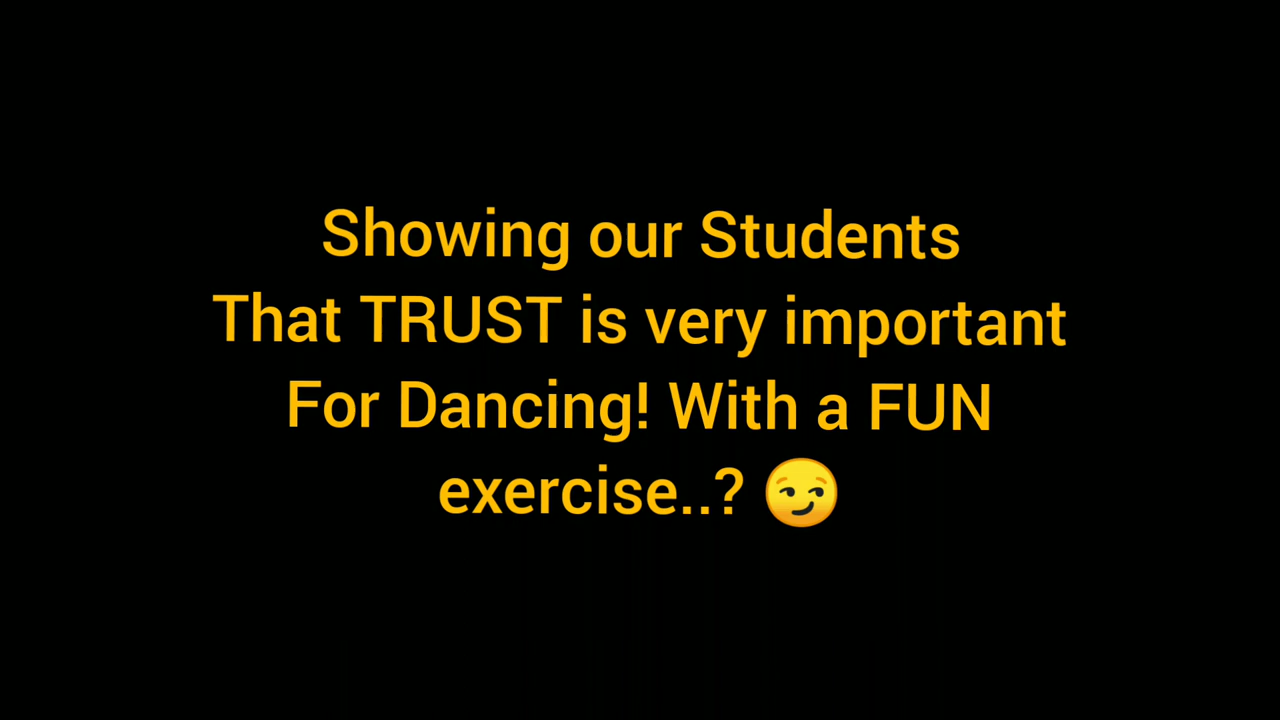 Showing our Students
That TRUST is very important
For Dancing! With a FUN
exercise..? 😏